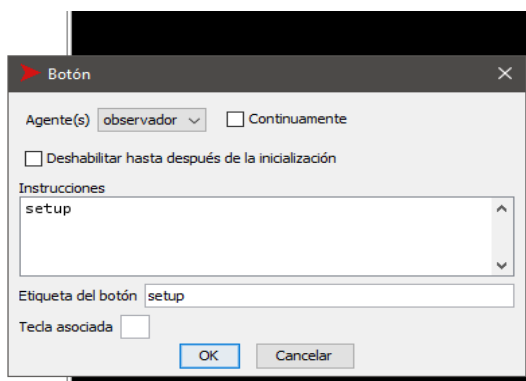 Botón
Agente(s) observador Continuamente
Deshabilitar hasta después de la inicialización
Instrucciones
setup
Etiqueta del botón setup
Tecla asociada
OK Cancelar